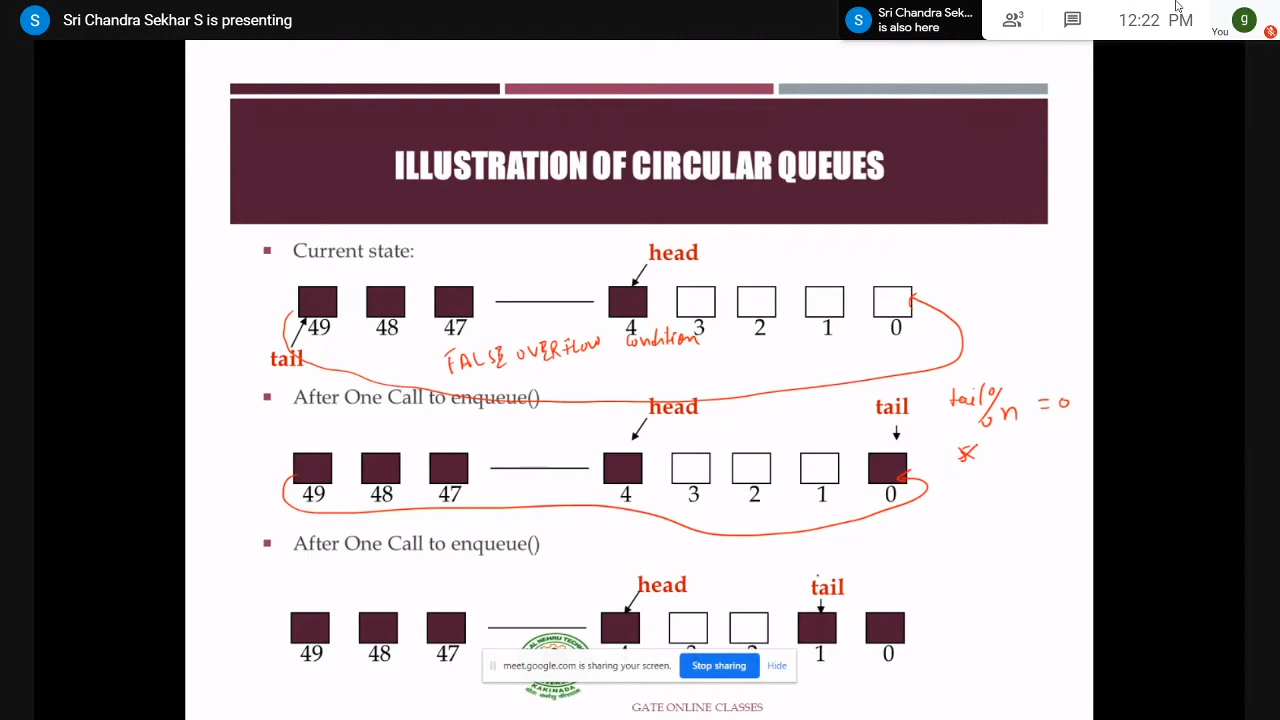 S Sri Chandra Sekhar S is presenting
S Sri Chandra Sek... is also here
3
12:22 PM
You g
ILLUSTRATION OF CIRCULAR QUEUES
Current state:
head
49 48 47 4 3 2 1 0
tail
FALSE OVERFLOW condition
After One Call to enqueue()
head
tail
tail % n = 0
49 48 47 4 3 2 1 0
After One Call to enqueue()
head
tail
49 48 47 1 0
meet.google.com is sharing your screen. Stop sharing Hide
KAKINADA
GATE ONLINE CLASSES